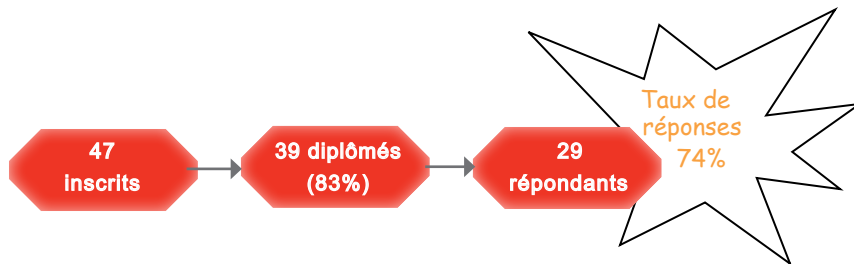 47
inscrits
39 diplômés
(83%)
29
répondants
Taux de
réponses
74%